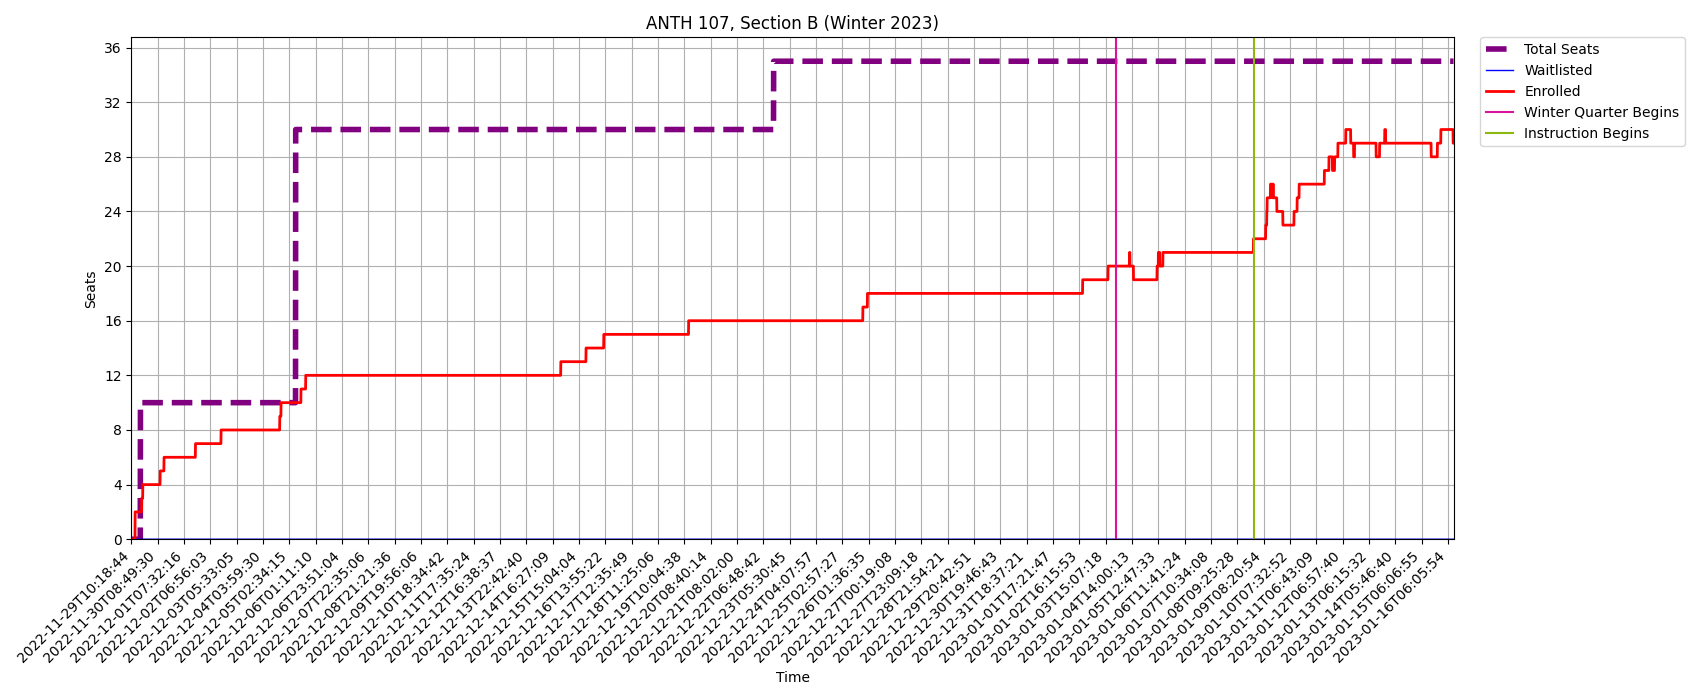 ANTH 107, Section B (Winter 2023)
Total Seats
Waitlisted
Enrolled
Winter Quarter Begins
Instruction Begins
Seats
36
32
28
24
20
16
12
8
4
0
2022-11-29T10:18:44
2022-11-30T08:49:30
2022-12-01T07:32:16
2022-12-02T06:56:03
2022-12-03T05:33:05
2022-12-04T03:59:30
2022-12-05T02:34:15
2022-12-06T01:11:10
2022-12-06T23:51:04
2022-12-07T22:35:06
2022-12-08T21:21:36
2022-12-09T19:56:06
2022-12-10T18:34:42
2022-12-11T17:35:24
2022-12-12T16:38:37
2022-12-13T22:42:40
2022-12-14T16:27:09
2022-12-15T15:04:04
2022-12-16T13:55:22
2022-12-17T12:35:49
2022-12-18T11:25:06
2022-12-19T10:04:38
2022-12-20T08:40:14
2022-12-21T08:02:00
2022-12-22T06:48:42
2022-12-23T05:30:45
2022-12-24T04:07:57
2022-12-25T02:57:27
2022-12-26T01:36:35
2022-12-27T00:19:08
2022-12-27T23:09:18
2022-12-28T21:54:21
2022-12-29T20:42:51
2022-12-30T19:46:43
2022-12-31T18:37:21
2023-01-01T17:21:47
2023-01-02T16:15:53
2023-01-03T15:07:18
2023-01-04T14:00:13
2023-01-05T12:47:33
2023-01-06T11:41:24
2023-01-07T10:34:08
2023-01-08T09:25:28
2023-01-09T08:20:54
2023-01-10T07:32:52
2023-01-11T06:43:09
2023-01-12T06:57:40
2023-01-13T06:15:32
2023-01-14T05:46:40
2023-01-15T06:06:55
2023-01-16T06:05:54
Time